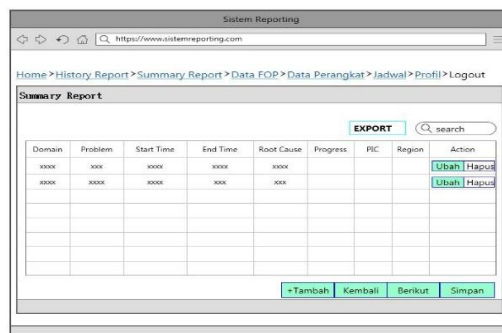 Sistem Reporting
https://www.sistemreporting.com
Home > History Report > Summary Report > Data FOP > Data Perangkat > Jadwal > Profil > Logout
Summary Report
EXPORT search
Domain Problem Start Time End Time Root Cause Progress PIC Region Action
xxxx xxx xxxx xxxx xxxx Ubah Hapus
xxxx xxxx xxxx xxx xxx Ubah Hapus
+Tambah Kembali Berikut Simpan